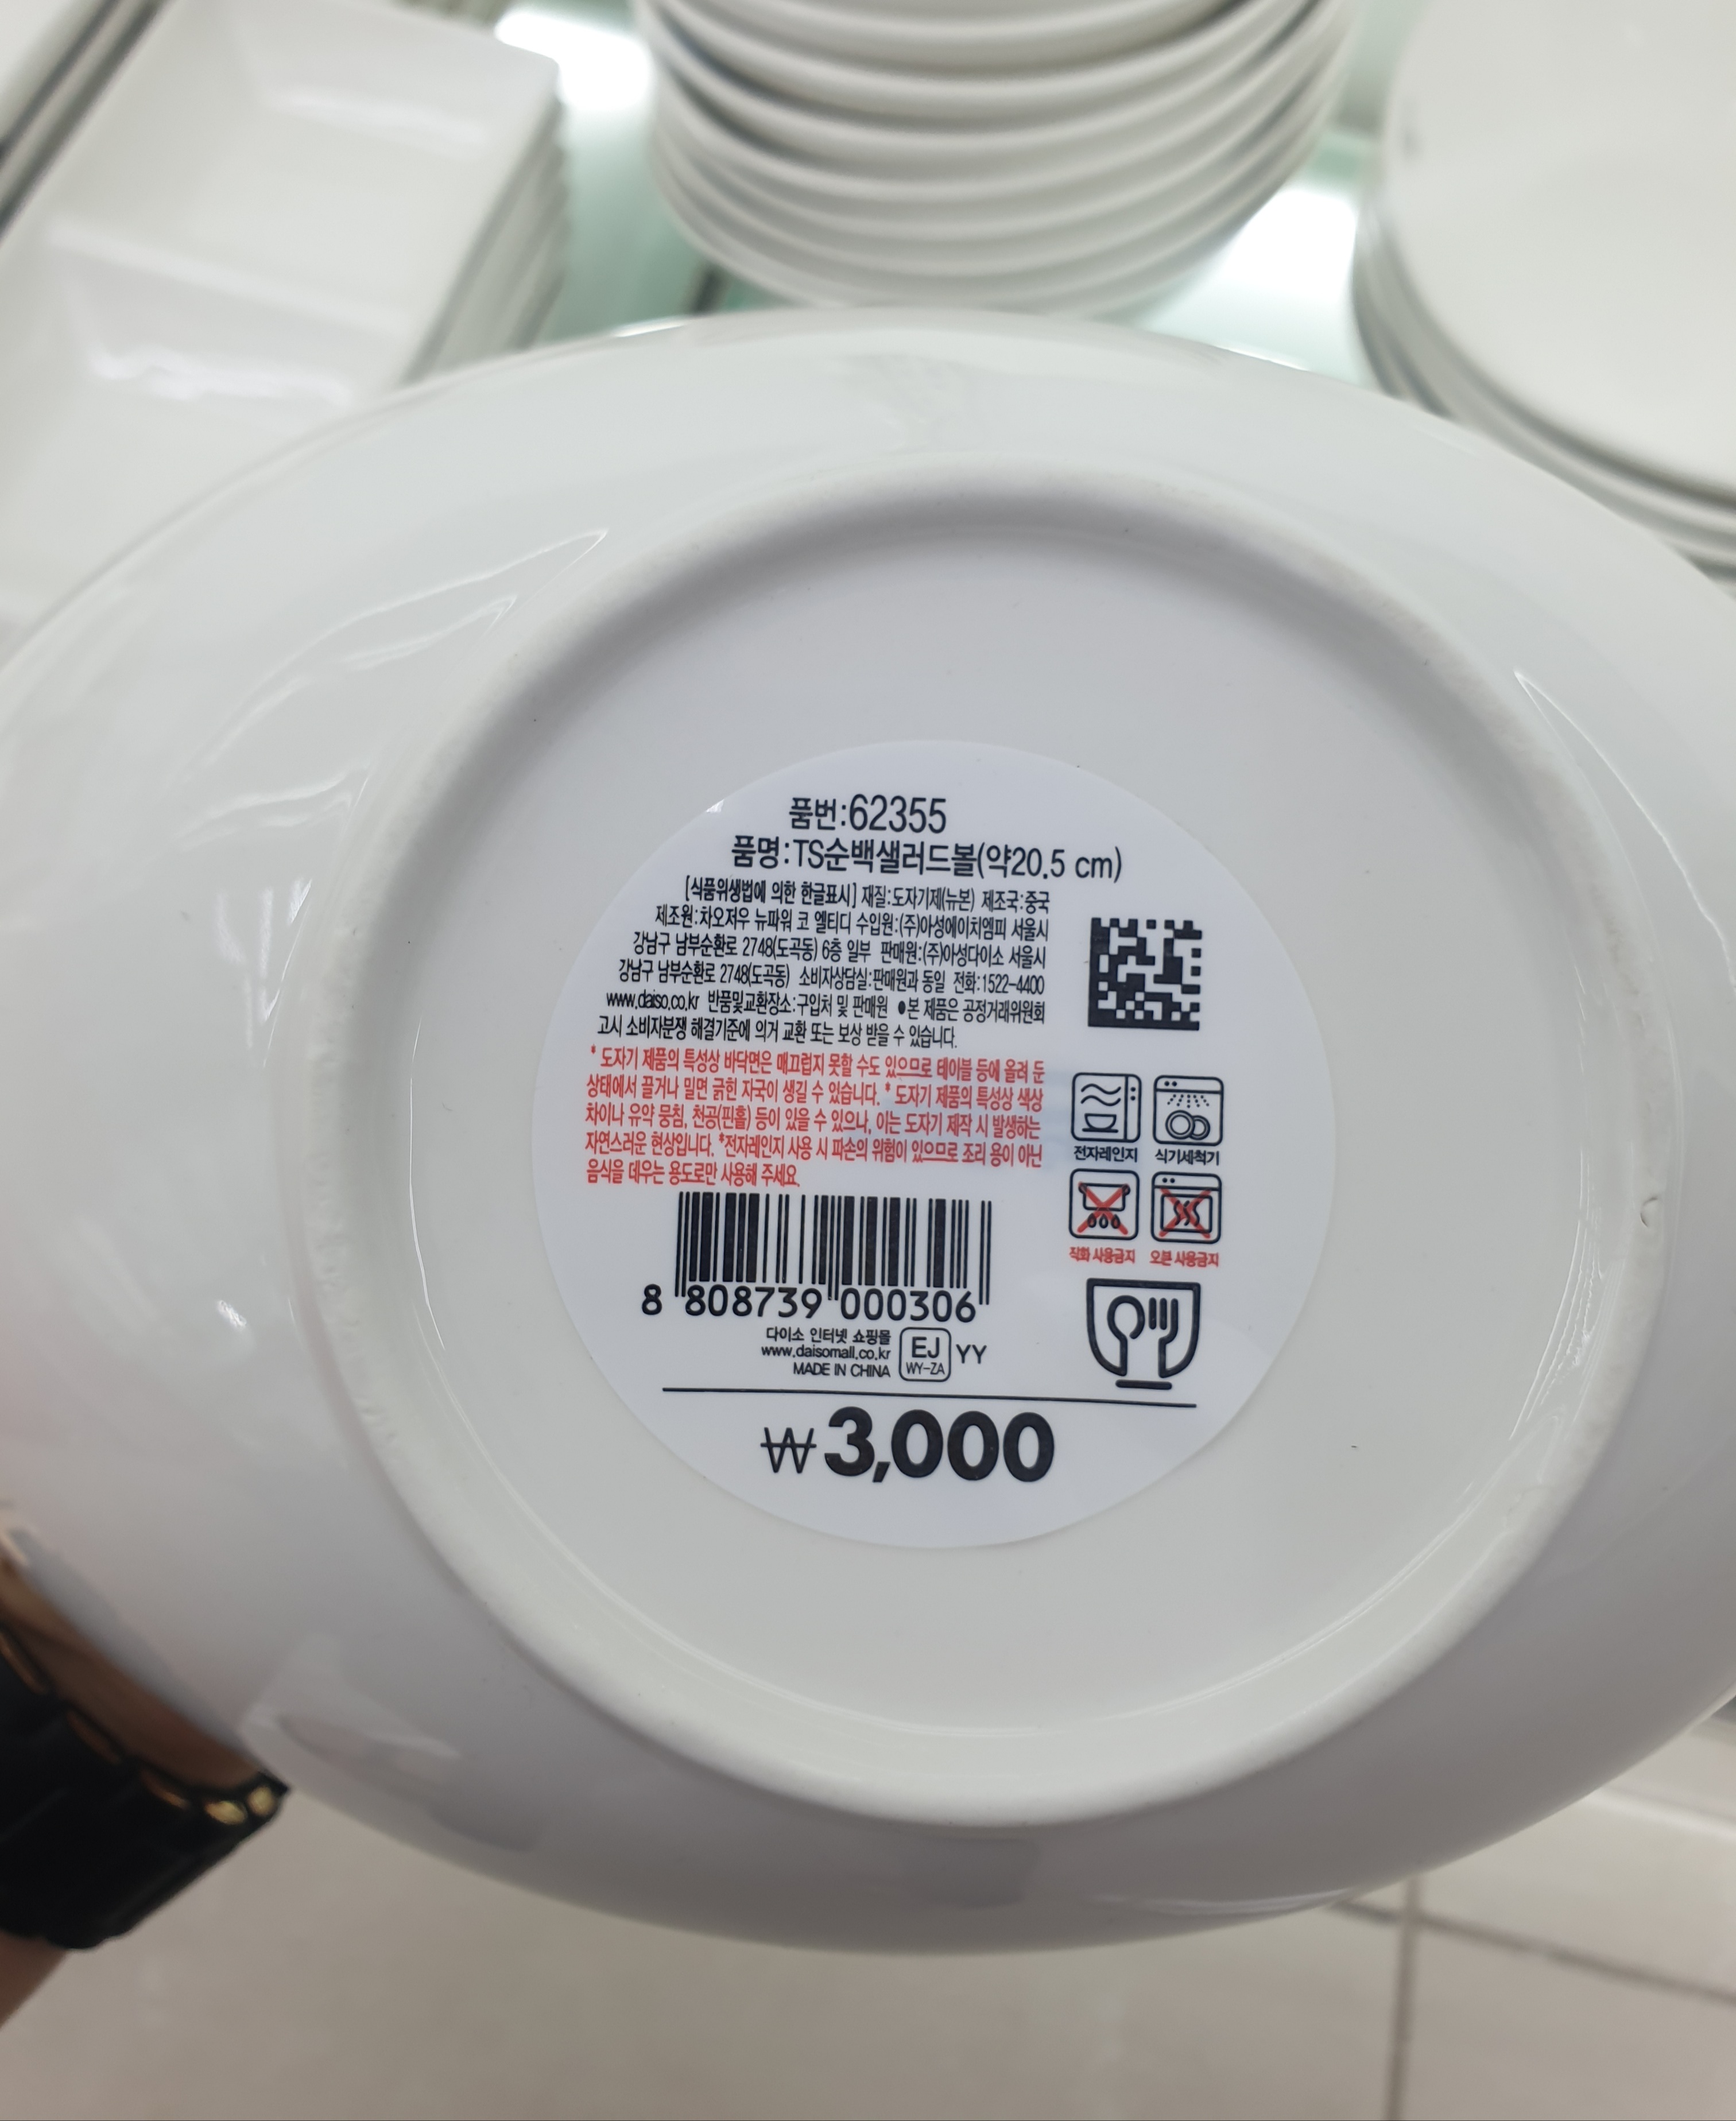 품번:62355
품명:TS순백샐러드볼(약20.5 cm)
[식품위생법에 의한 한글표시] 재질:도자기제(뉴본) 제조국:중국
제조원:차오저우 뉴파워 코 엘티디 수입원:(주)아성에이치엠피 서울시
강남구 남부순환로 2748(도곡동) 6층 일부 판매원:(주)아성다이소 서울시
강남구 남부순환로 2748(도곡동) 소비자상담실:판매원과 동일 전화:1522-4400
www.daiso.co.kr 반품및교환장소:구입처 및 판매원 ●본 제품은 공정거래위원회
고시 소비자분쟁 해결기준에 의거 교환 또는 보상 받을 수 있습니다.
* 도자기 제품의 특성상 바닥면은 매끄럽지 못할 수도 있으므로 테이블 등에 올려 둔
상태에서 끌거나 밀면 긁힌 자국이 생길 수 있습니다. * 도자기 제품의 특성상 색상
차이나 유약 뭉침, 천공(핀홀) 등이 있을 수 있으나, 이는 도자기 제작 시 발생하는
자연스러운 현상입니다. *전자레인지 사용 시 파손의 위험이 있으므로 조리 용이 아닌
음식을 데우는 용도로만 사용해 주세요.
전자레인지 식기세척기
직화 사용금지 오븐 사용금지
8 808739 000306
다이소 인터넷 쇼핑몰
www.daisomall.co.kr
MADE IN CHINA
EJ
WY-ZA
YY
₩3,000